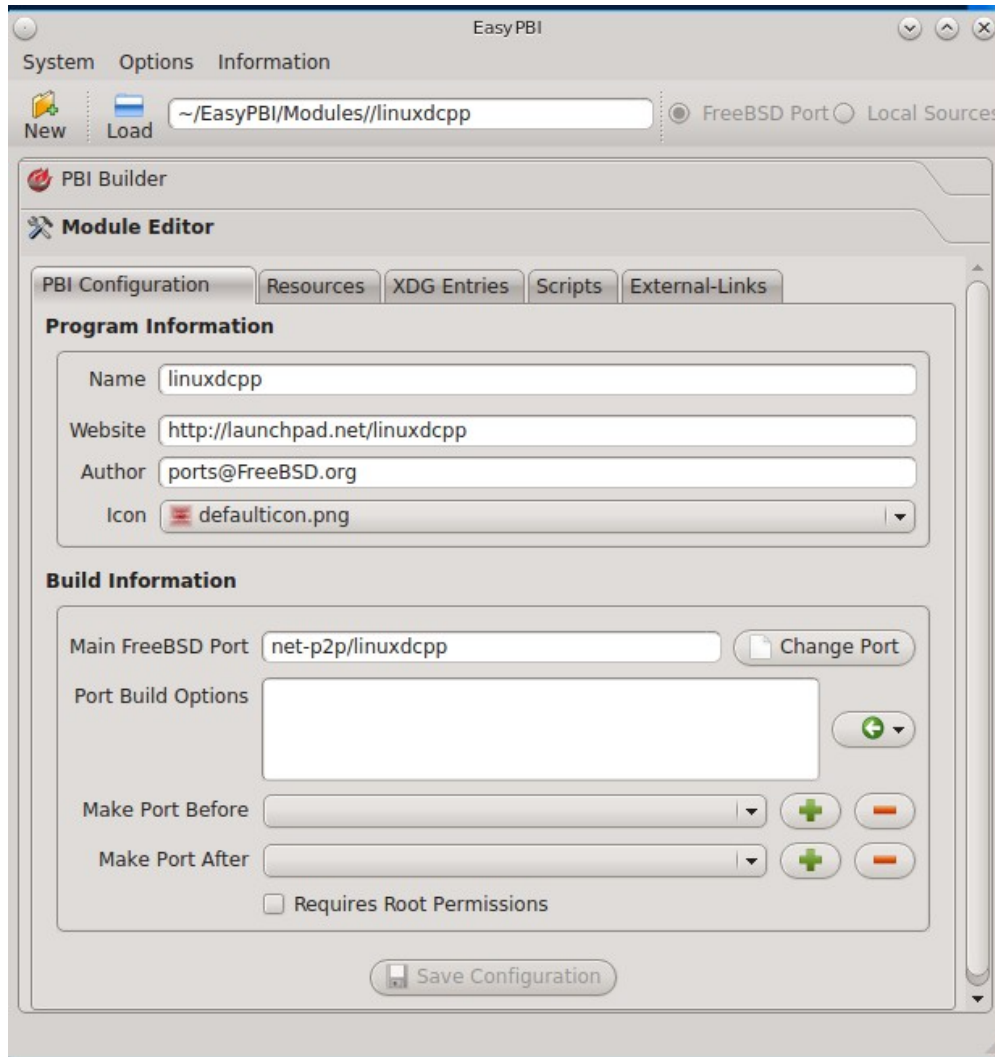 EasyPBI
System Options Information
New Load ~/EasyPBI/Modules//linuxdcpp FreeBSD Port Local Sources
PBI Builder
Module Editor
PBI Configuration Resources XDG Entries Scripts External-Links
Program Information
Name linuxdcpp
Website http://launchpad.net/linuxdcpp
Author ports@FreeBSD.org
Icon defaulticon.png
Build Information
Main FreeBSD Port net-p2p/linuxdcpp Change Port
Port Build Options
Make Port Before
Make Port After
Requires Root Permissions
Save Configuration